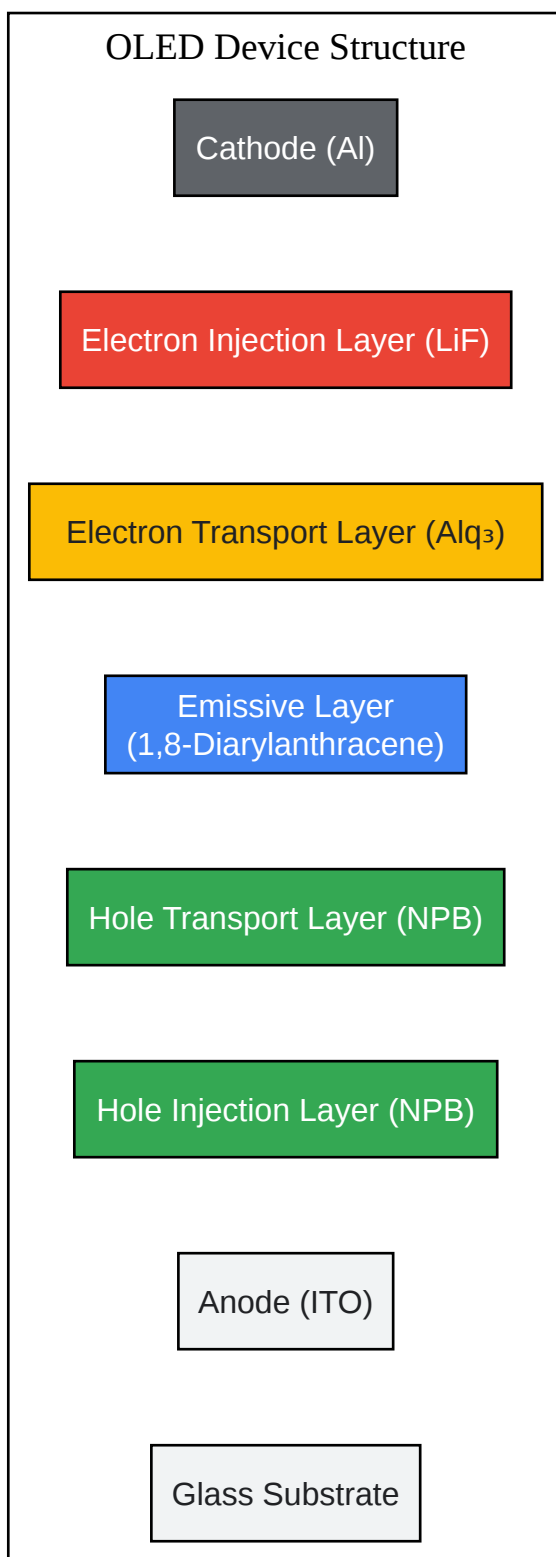 OLED Device Structure
Cathode (Al)
Electron Injection Layer (LiF)
Electron Transport Layer (Alq₃)
Emissive Layer
(1,8-Diarylanthracene)
Hole Transport Layer (NPB)
Hole Injection Layer (NPB)
Anode (ITO)
Glass Substrate